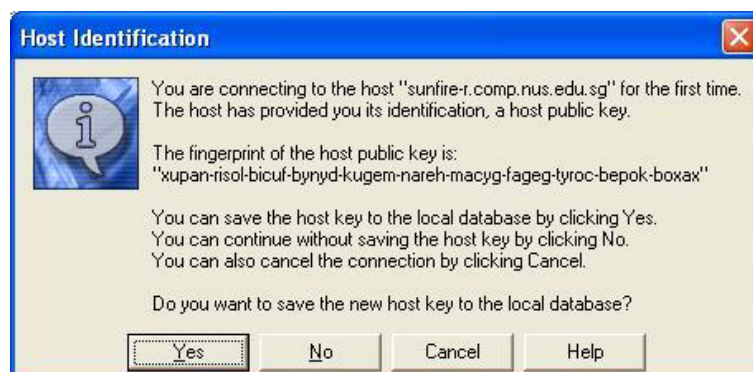 Host Identification
You are connecting to the host "sunfire-r.comp.nus.edu.sg" for the first time.
The host has provided you its identification, a host public key.
The fingerprint of the host public key is:
"xupan-risol-bicuf-bynyd-kugem-nareh-macyg-fageg-tyroc-bepok-boxax"
You can save the host key to the local database by clicking Yes.
You can continue without saving the host key by clicking No.
You can also cancel the connection by clicking Cancel.
Do you want to save the new host key to the local database?
Yes No Cancel Help